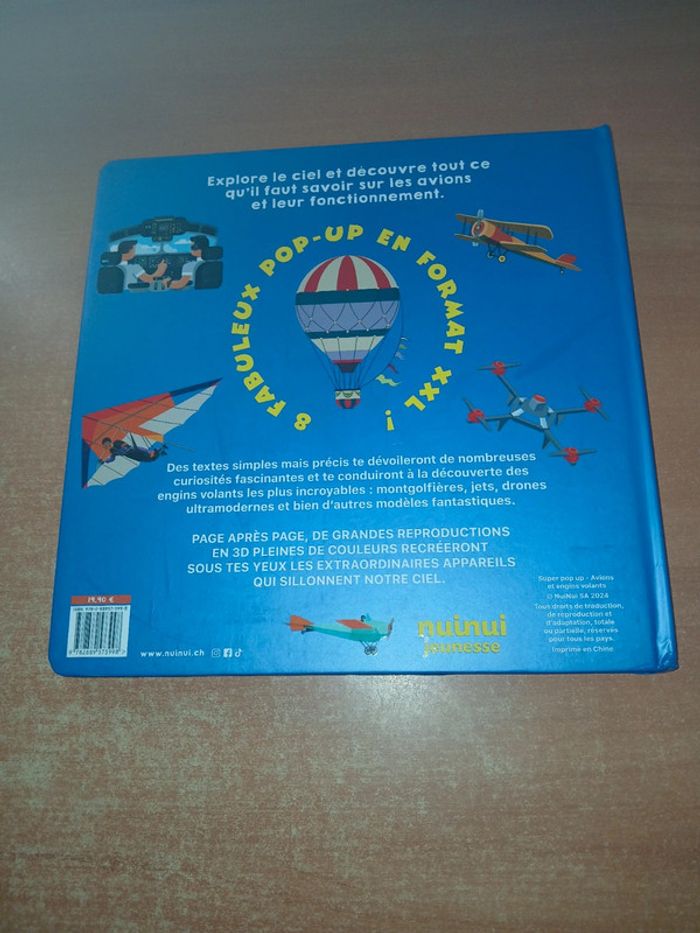 Explore le ciel et découvre tout ce
qu'il faut savoir sur les avions
et leur fonctionnement.
8 FABULEUX POP-UP EN FORMAT XXL !
Des textes simples mais précis te dévoileront de nombreuses
curiosités fascinantes et te conduiront à la découverte des
engins volants les plus incroyables : montgolfières, jets, drones
ultramodernes et bien d'autres modèles fantastiques.
PAGE APRÈS PAGE, DE GRANDES REPRODUCTIONS
EN 3D PLEINES DE COULEURS RECRÉERONT
SOUS TES YEUX LES EXTRAORDINAIRES APPAREILS
QUI SILLONNENT NOTRE CIEL.
Super pop up - Avions
et engins volants
© NuiNui SA 2024
Tous droits de traduction,
de reproduction et
d'adaptation, totale
ou partielle, réservés
pour tous les pays.
Imprimé en Chine
19,90 €
www.nuinui.ch
nuinui
jeunesse